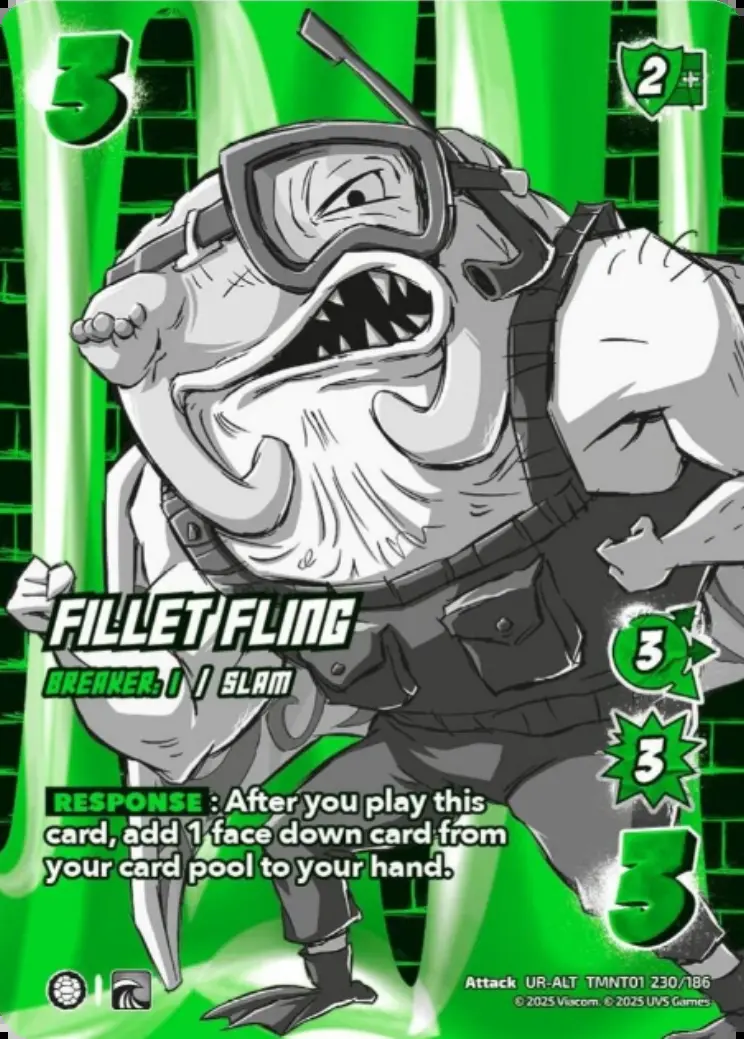 3
2
FILLET FLING
BREAKER: 1 / SLAM
3
3
RESPONSE : After you play this
card, add 1 face down card from
your card pool to your hand.
3
Attack UR-ALT TMNT01 230/186
© 2025 Viacom. © 2025 UVS Games